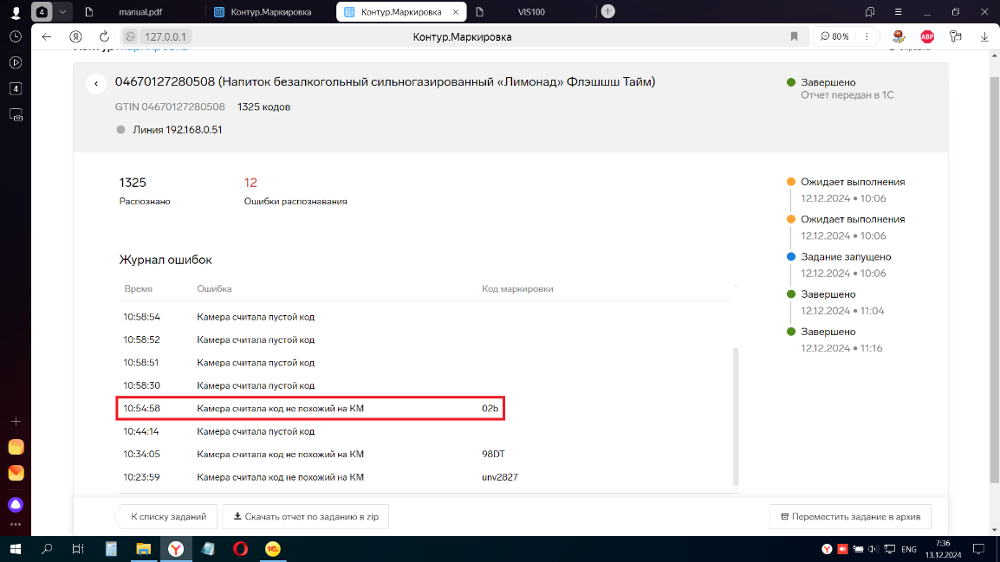 4
manual.pdf
Контур.Маркировка
Контур.Маркировка
VIS100
127.0.0.1
Контур.Маркировка
80 %
ABP
4
04670127280508 (Напиток безалкогольный сильногазированный «Лимонад» Флэшшш Тайм)
GTIN 04670127280508 1325 кодов
Линия 192.168.0.51
Завершено
Отчет передан в 1С
1325
Распознано
12
Ошибки распознавания
Ожидает выполнения
12.12.2024 • 10:06
Ожидает выполнения
12.12.2024 • 10:06
Задание запущено
12.12.2024 • 10:06
Завершено
12.12.2024 • 11:04
Завершено
12.12.2024 • 11:16
Журнал ошибок
Время Ошибка Код маркировки
10:58:54 Камера считала пустой код
10:58:52 Камера считала пустой код
10:58:51 Камера считала пустой код
10:58:30 Камера считала пустой код
10:54:58 Камера считала код не похожий на КМ 02b
10:44:14 Камера считала пустой код
10:34:05 Камера считала код не похожий на КМ 98DT
10:23:59 Камера считала код не похожий на КМ unv2827
К списку заданий
Скачать отчет по заданию в zip
Переместить задание в архив
ENG
7:36
13.12.2024